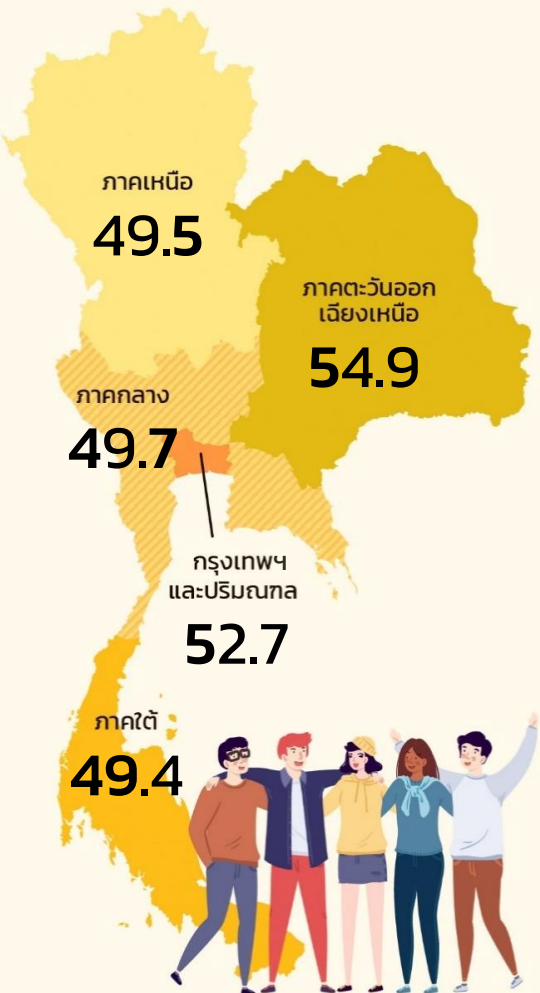 ภาคเหนือ
49.5
ภาคตะวันออก
เฉียงเหนือ
54.9
ภาคกลาง
49.7
กรุงเทพฯ
และปริมณฑล
52.7
ภาคใต้
49.4